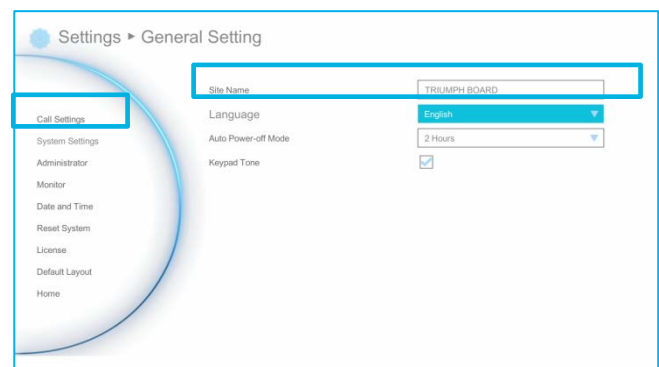 Settings ▸ General Setting
Site Name TRIUMPH BOARD
Call Settings
Language English
System Settings
Auto Power-off Mode 2 Hours
Administrator
Keypad Tone
Monitor
Date and Time
Reset System
License
Default Layout
Home